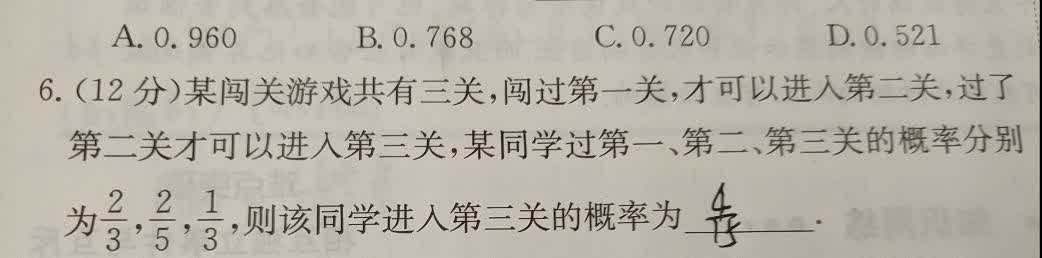 A. 0. 960 B. 0. 768 C. 0. 720 D. 0. 521
6. (12 分)某闯关游戏共有三关,闯过第一关,才可以进入第二关,过了
第二关才可以进入第三关,某同学过第一、第二、第三关的概率分别
为2/3,2/5,1/3,则该同学进入第三关的概率为 4/15 .